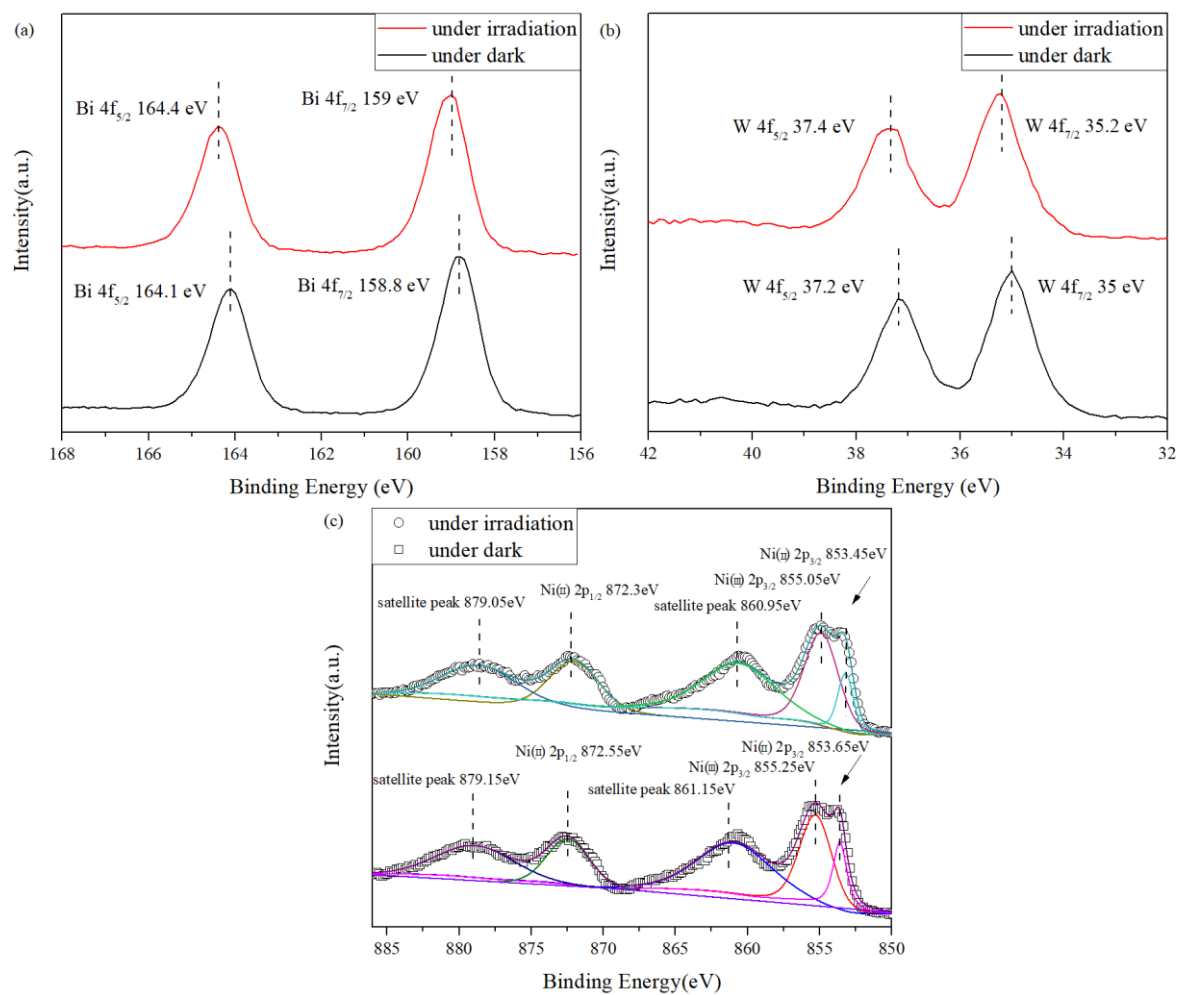 (a)
under irradiation
under dark
Bi 4f5/2 164.4 eV
Bi 4f7/2 159 eV
Bi 4f5/2 164.1 eV
Bi 4f7/2 158.8 eV
Intensity(a.u.)
168 166 164 162 160 158 156
Binding Energy (eV)
(b)
under irradiation
under dark
W 4f5/2 37.4 eV
W 4f7/2 35.2 eV
W 4f5/2 37.2 eV
W 4f7/2 35 eV
Intensity(a.u.)
42 40 37 35 34 32
Binding Energy (eV)
(c)
under irradiation
under dark
Ni(II) 2p3/2 853.45eV
Ni(III) 2p3/2 855.05eV
Ni(II) 2p1/2 872.3eV
satellite peak 879.05eV
satellite peak 860.95eV
Ni(II) 2p3/2 853.65eV
Ni(II) 2p1/2 872.55eV
Ni(III) 2p3/2 855.25eV
satellite peak 879.15eV
satellite peak 861.15eV
Intensity(a.u.)
885 880 875 870 865 860 855 850
Binding Energy(eV)